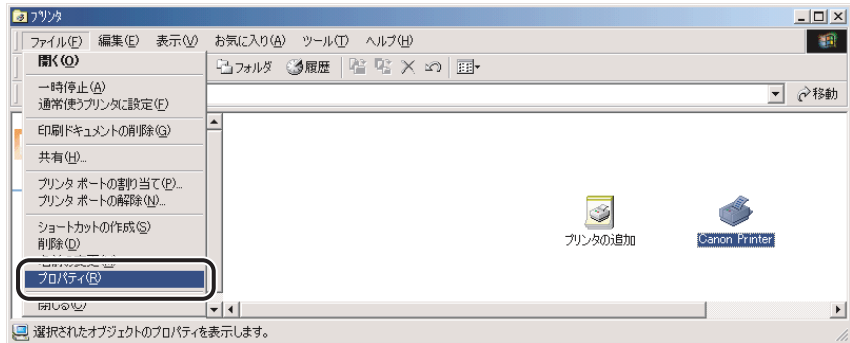 プリンタ
ファイル(F) 編集(E) 表示(V) お気に入り(A) ツール(T) ヘルプ(H)
開く(O)
フォルダ 履歴
一時停止(A)
移動
通常使うプリンタに設定(F)
印刷ドキュメントの削除(G)
共有(H)...
プリンタ ポートの割り当て(P)...
プリンタ ポートの解除(N)...
ショートカットの作成(S)
削除(D)
プロパティ(R)
閉じる(C)
プリンタの追加
Canon Printer
選択されたオブジェクトのプロパティを表示します。